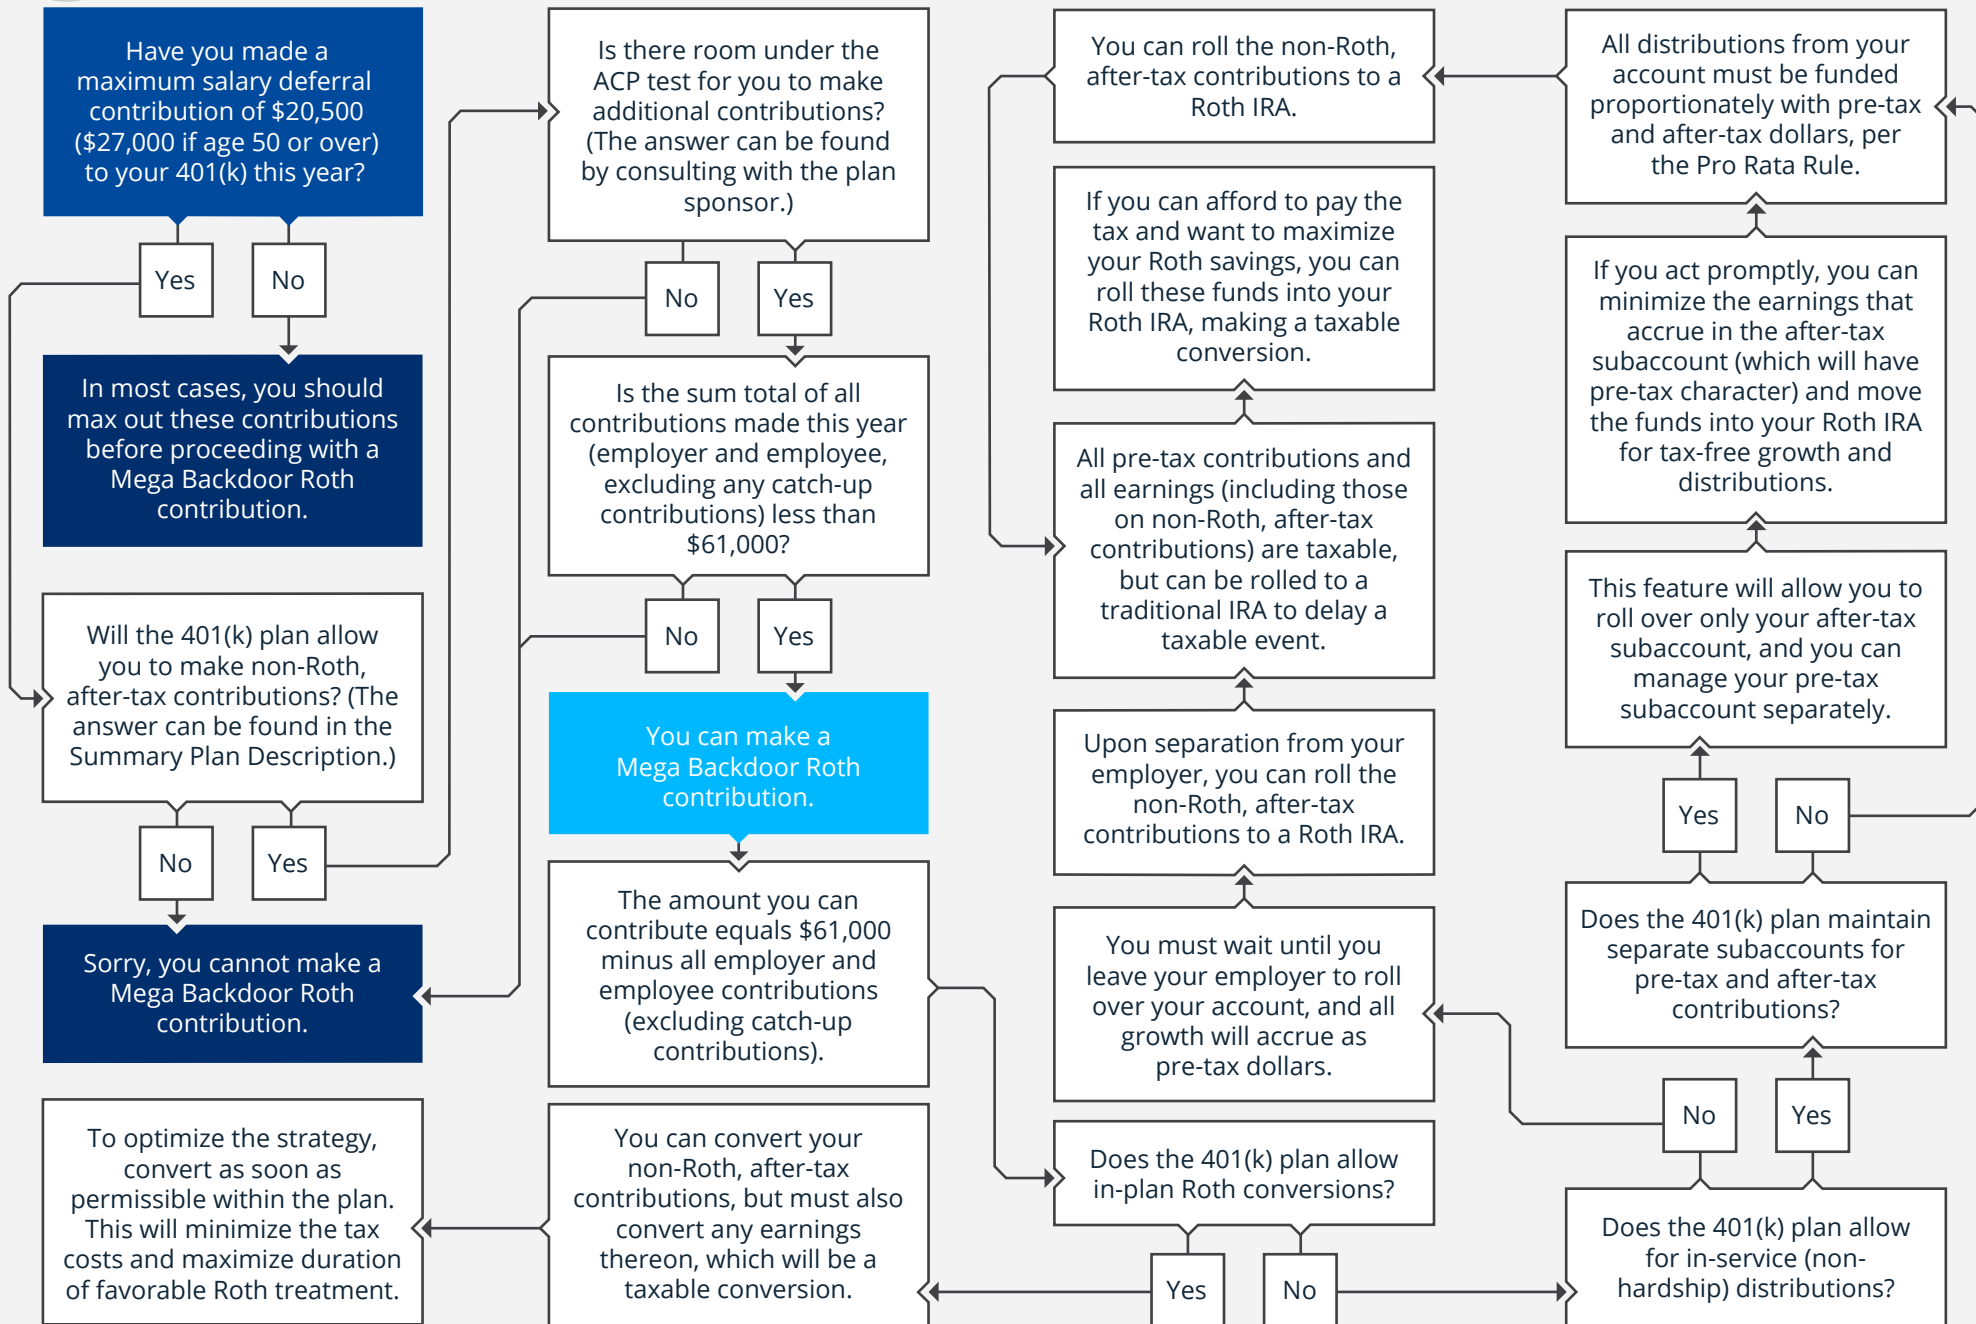 Have you made a
maximum salary deferral
contribution of $20,500
($27,000 if age 50 or over)
to your 401(k) this year?
Yes
No
In most cases, you should
max out these contributions
before proceeding with a
Mega Backdoor Roth
contribution.
Will the 401(k) plan allow
you to make non-Roth,
after-tax contributions? (The
answer can be found in the
Summary Plan Description.)
No
Yes
Sorry, you cannot make a
Mega Backdoor Roth
contribution.
Is there room under the
ACP test for you to make
additional contributions?
(The answer can be found
by consulting with the plan
sponsor.)
No
Yes
Is the sum total of all
contributions made this year
(employer and employee,
excluding any catch-up
contributions) less than
$61,000?
No
Yes
You can make a
Mega Backdoor Roth
contribution.
The amount you can
contribute equals $61,000
minus all employer and
employee contributions
(excluding catch-up
contributions).
Does the 401(k) plan allow
in-plan Roth conversions?
Yes
No
You can convert your
non-Roth, after-tax
contributions, but must also
convert any earnings
thereon, which will be a
taxable conversion.
To optimize the strategy,
convert as soon as
permissible within the plan.
This will minimize the tax
costs and maximize duration
of favorable Roth treatment.
Does the 401(k) plan allow
for in-service (non-
hardship) distributions?
No
Yes
You must wait until you
leave your employer to roll
over your account, and all
growth will accrue as
pre-tax dollars.
Upon separation from your
employer, you can roll the
non-Roth, after-tax
contributions to a Roth IRA.
Does the 401(k) plan maintain
separate subaccounts for
pre-tax and after-tax
contributions?
Yes
No
This feature will allow you to
roll over only your after-tax
subaccount, and you can
manage your pre-tax
subaccount separately.
If you act promptly, you can
minimize the earnings that
accrue in the after-tax
subaccount (which will have
pre-tax character) and move
the funds into your Roth IRA
for tax-free growth and
distributions.
All distributions from your
account must be funded
proportionately with pre-tax
and after-tax dollars, per
the Pro Rata Rule.
You can roll the non-Roth,
after-tax contributions to a
Roth IRA.
All pre-tax contributions and
all earnings (including those
on non-Roth, after-tax
contributions) are taxable,
but can be rolled to a
traditional IRA to delay a
taxable event.
If you can afford to pay the
tax and want to maximize
your Roth savings, you can
roll these funds into your
Roth IRA, making a taxable
conversion.